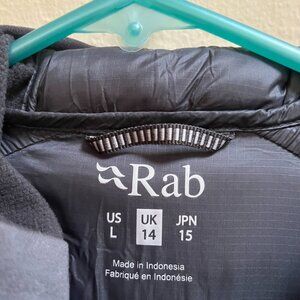 Rab
US UK JPN
L 14 15
Made in Indonesia
Fabriqué en Indonésie